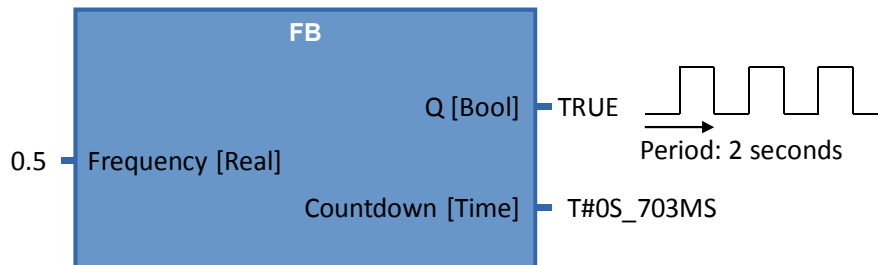 FB
Q [Bool]
TRUE
Period: 2 seconds
0.5
Frequency [Real]
Countdown [Time]
T#0S_703MS